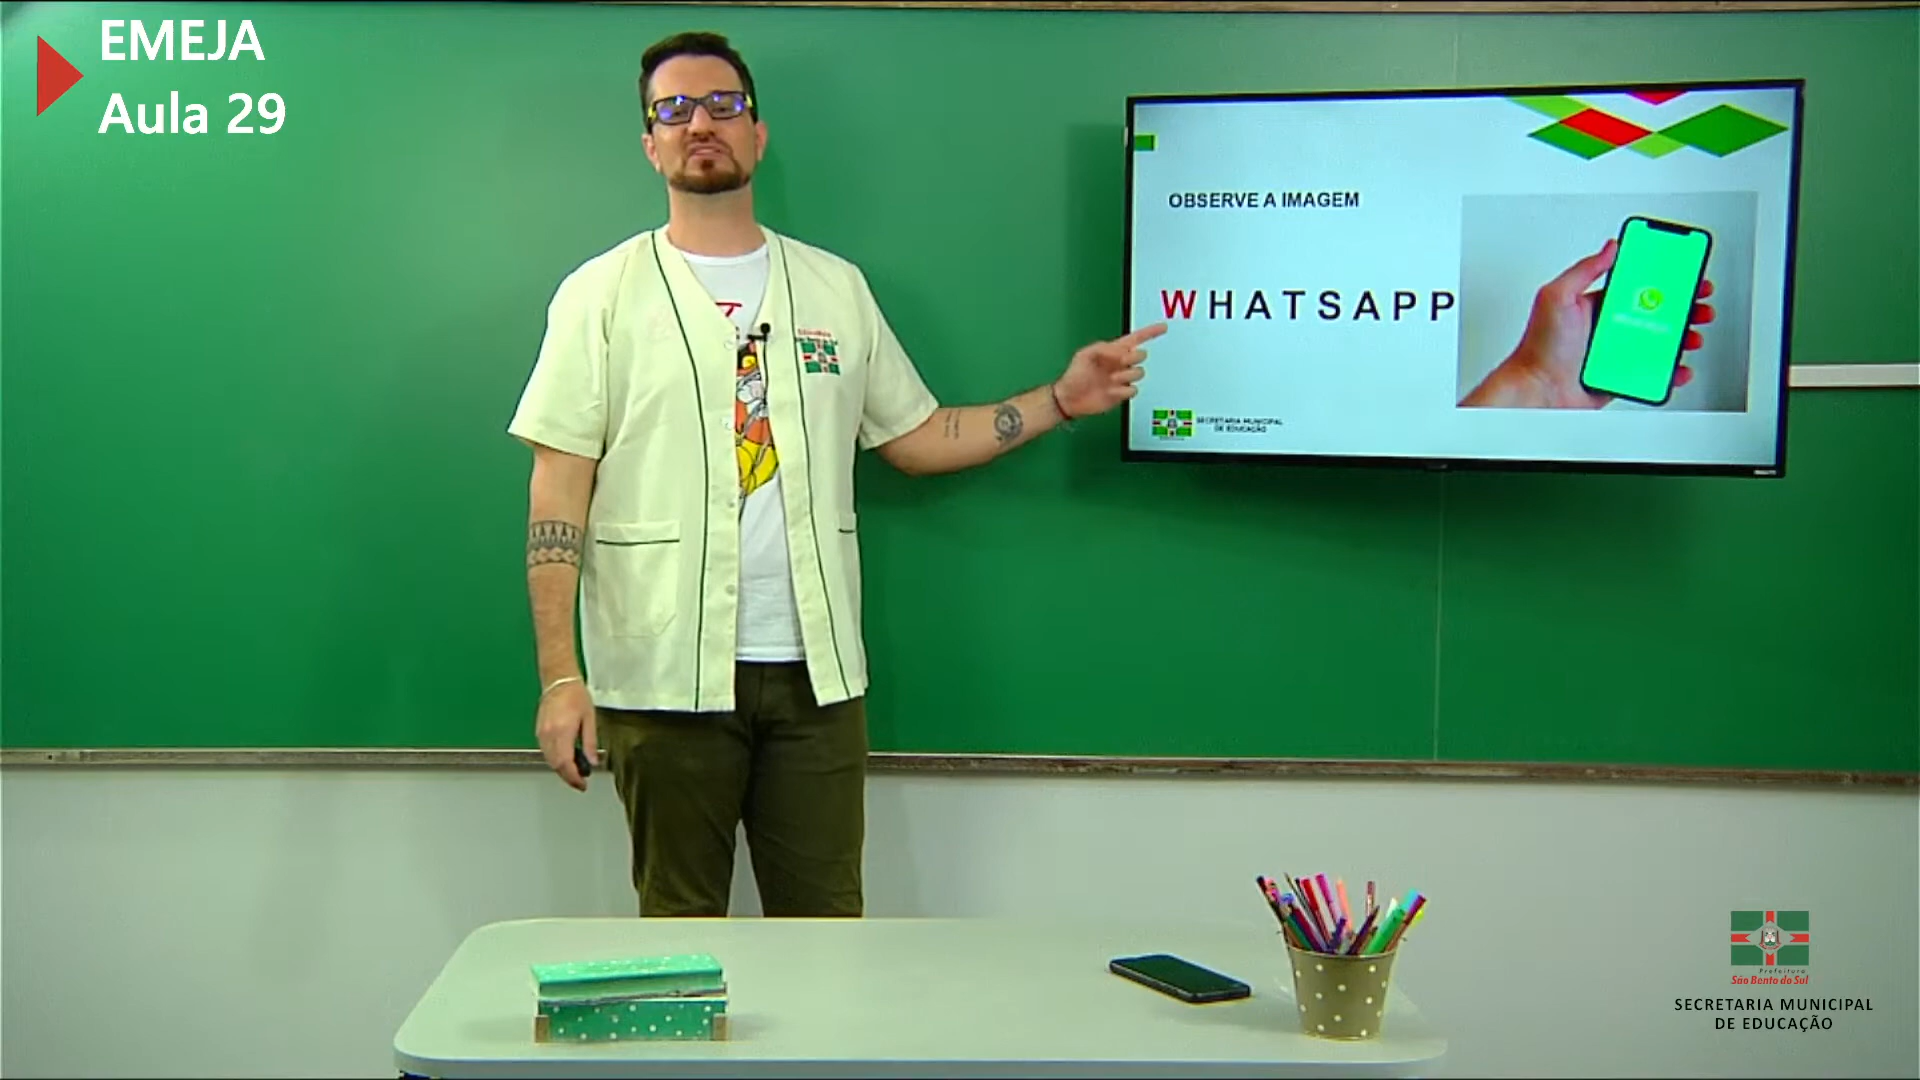 EMEJA
Aula 29
OBSERVE A IMAGEM
WHATSAPP
SECRETARIA MUNICIPAL
DE EDUCAÇÃO
Prefeitura
São Bento do Sul
SECRETARIA MUNICIPAL
DE EDUCAÇÃO